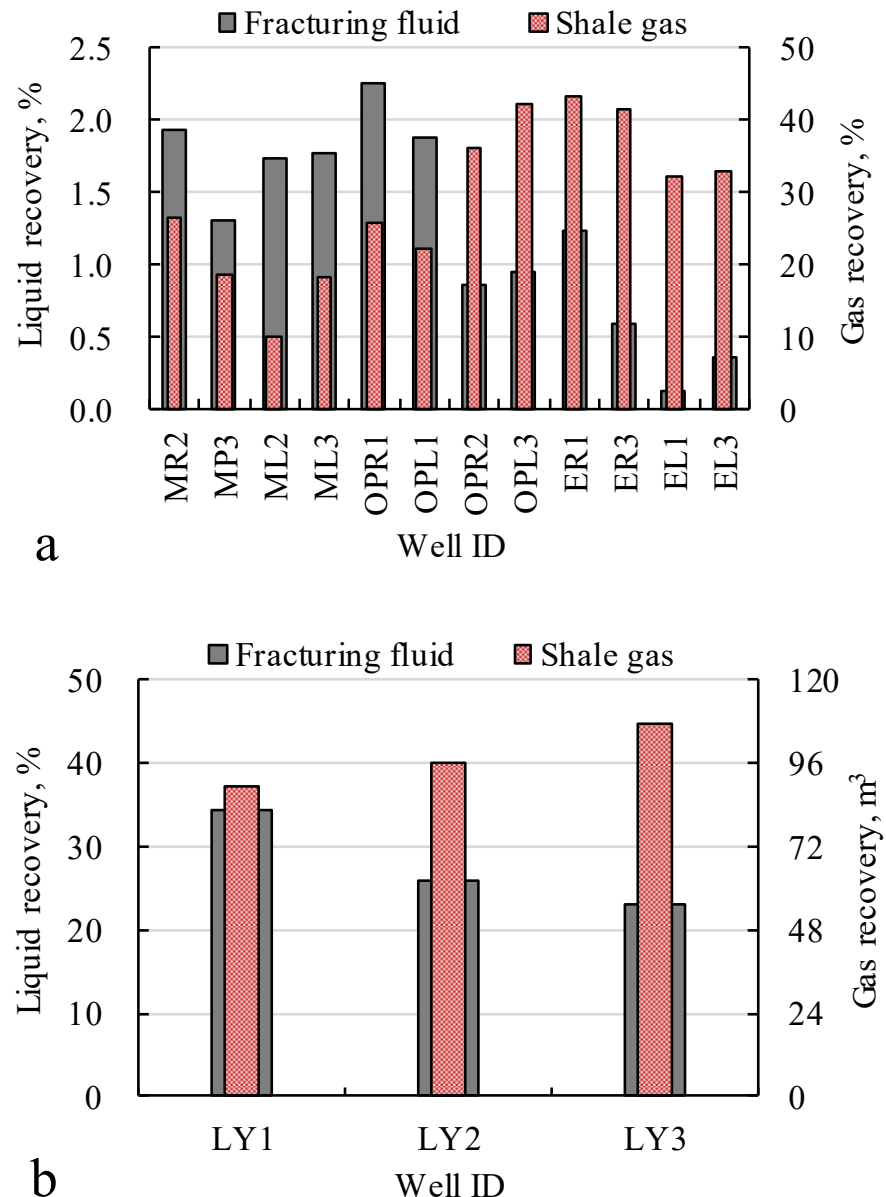 Fracturing fluid Shale gas
2.5 50
2.0 40
1.5 30
1.0 20
0.5 10
0.0 0
Liquid recovery, %
Gas recovery, %
MR2 MP3 ML2 ML3 OPR1 OPL1 OPR2 OPL3 ER1 ER3 EL1 EL3
Well ID
a
Fracturing fluid Shale gas
50 120
40 96
30 72
20 48
10 24
0 0
Liquid recovery, %
Gas recovery, m³
LY1 LY2 LY3
Well ID
b